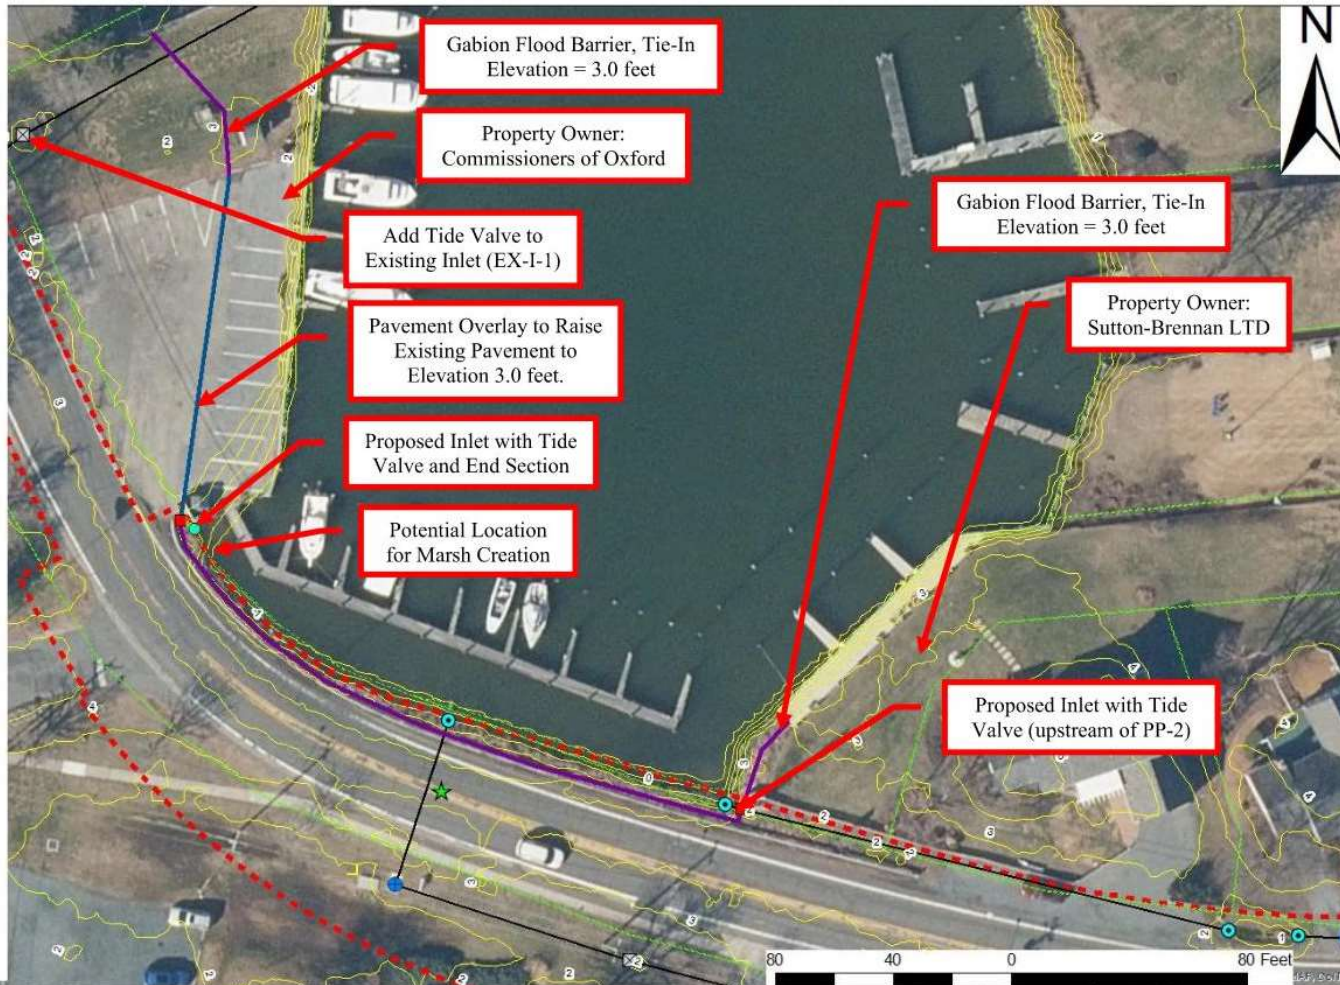 N
Gabion Flood Barrier, Tie-In
Elevation = 3.0 feet
Property Owner:
Commissioners of Oxford
Gabion Flood Barrier, Tie-In
Elevation = 3.0 feet
Add Tide Valve to
Existing Inlet (EX-I-1)
Property Owner:
Sutton-Brennan LTD
Pavement Overlay to Raise
Existing Pavement to
Elevation 3.0 feet.
Proposed Inlet with Tide
Valve and End Section
Potential Location
for Marsh Creation
Proposed Inlet with Tide
Valve (upstream of PP-2)
80 40 0 80 Feet